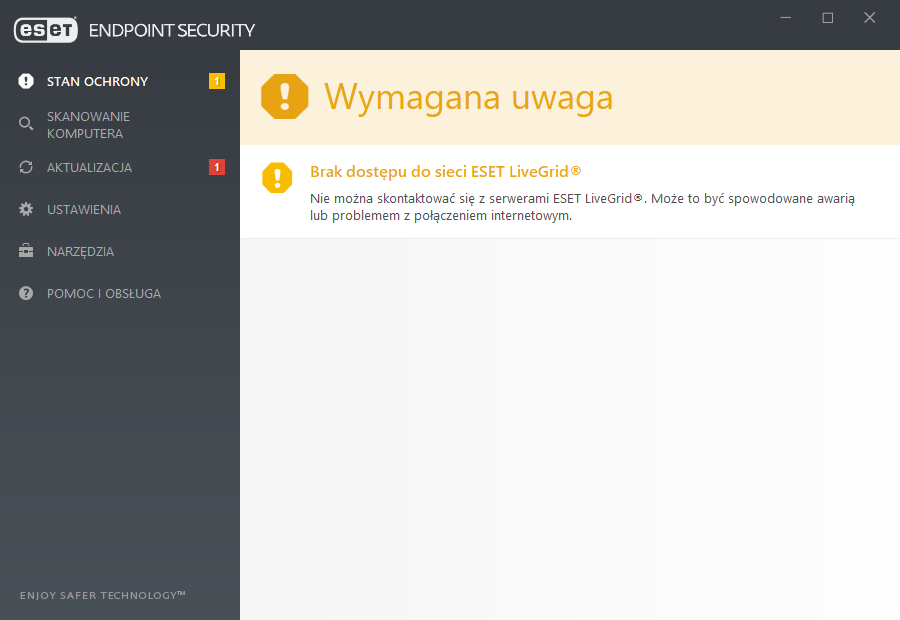 eseT ENDPOINT SECURITY
STAN OCHRONY 1
SKANOWANIE
KOMPUTERA
AKTUALIZACJA 1
USTAWIENIA
NARZĘDZIA
POMOC I OBSŁUGA
ENJOY SAFER TECHNOLOGY™
Wymagana uwaga
Brak dostępu do sieci ESET LiveGrid®
Nie można skontaktować się z serwerami ESET LiveGrid®. Może to być spowodowane awarią
lub problemem z połączeniem internetowym.